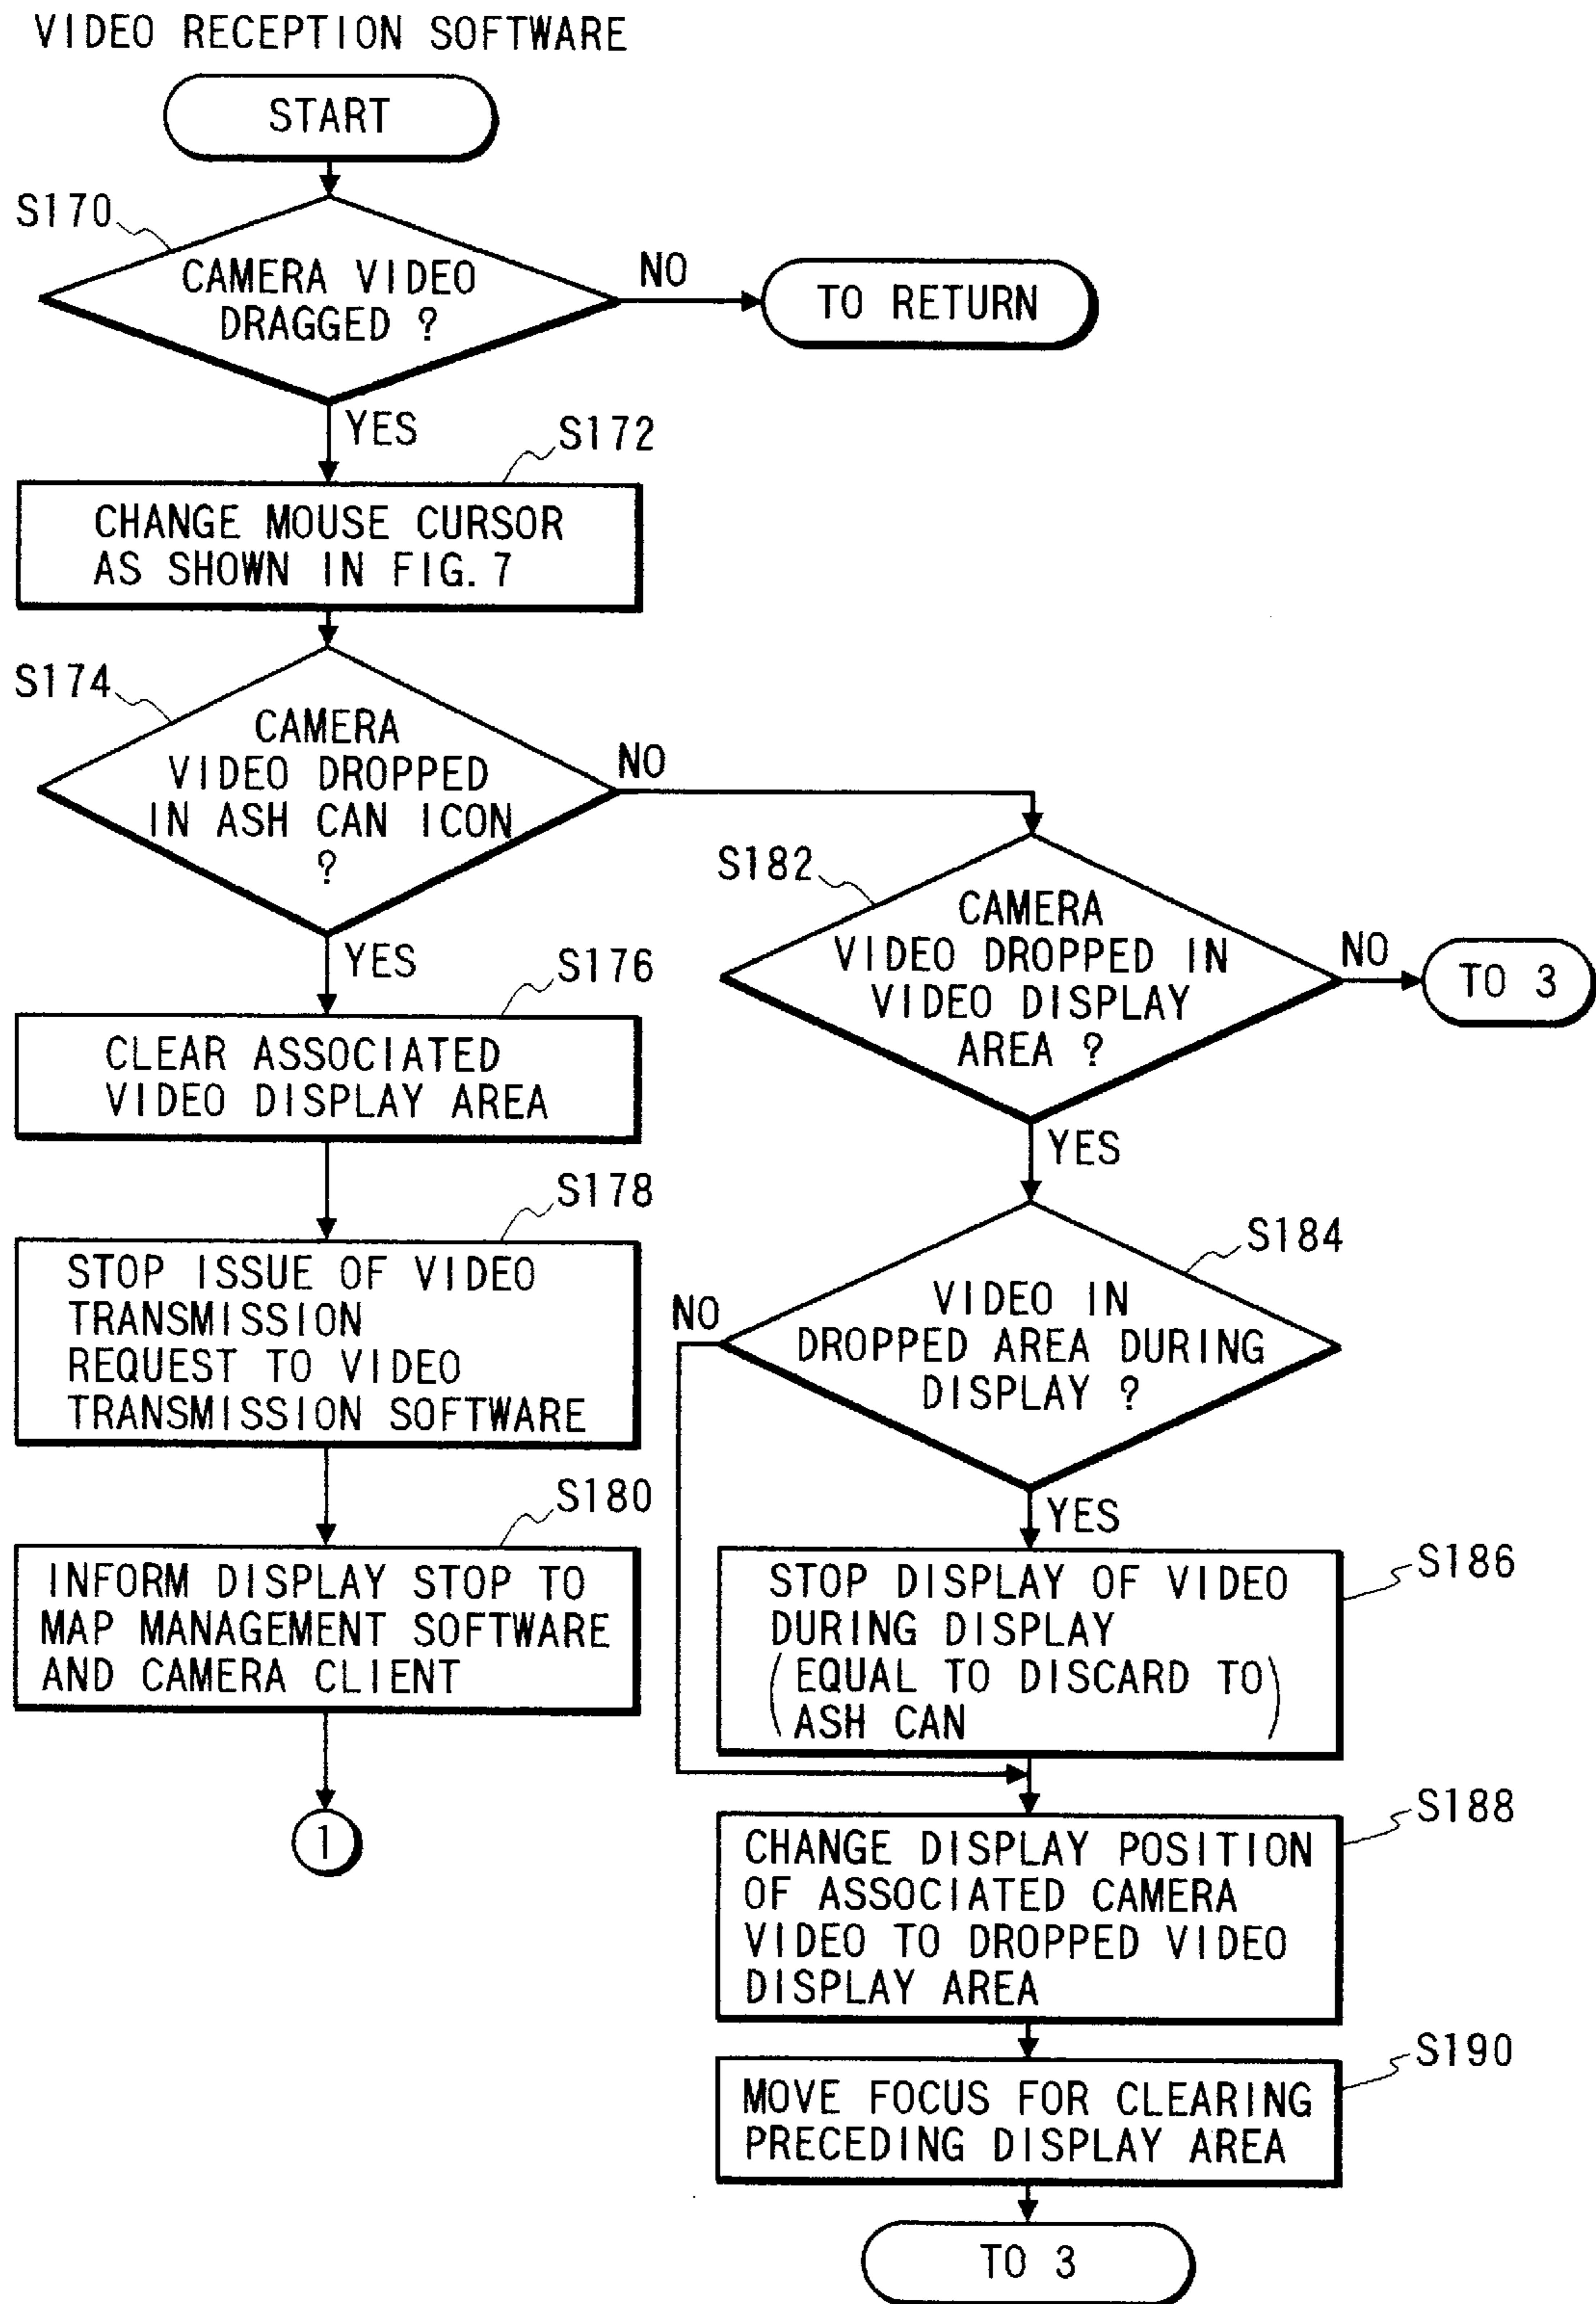 VIDEO RECEPTION SOFTWARE
START
S170
CAMERA VIDEO
DRAGGED ?
NO
TO RETURN
YES
S172
CHANGE MOUSE CURSOR
AS SHOWN IN FIG. 7
S174
CAMERA
VIDEO DROPPED
IN ASH CAN ICON
?
NO
YES
S176
CLEAR ASSOCIATED
VIDEO DISPLAY AREA
S178
STOP ISSUE OF VIDEO
TRANSMISSION
REQUEST TO VIDEO
TRANSMISSION SOFTWARE
S180
INFORM DISPLAY STOP TO
MAP MANAGEMENT SOFTWARE
AND CAMERA CLIENT
1
S182
CAMERA
VIDEO DROPPED IN
VIDEO DISPLAY
AREA ?
NO
TO 3
YES
S184
VIDEO IN
DROPPED AREA DURING
DISPLAY ?
NO
YES
S186
STOP DISPLAY OF VIDEO
DURING DISPLAY
(EQUAL TO DISCARD TO
ASH CAN)
S188
CHANGE DISPLAY POSITION
OF ASSOCIATED CAMERA
VIDEO TO DROPPED VIDEO
DISPLAY AREA
S190
MOVE FOCUS FOR CLEARING
PRECEDING DISPLAY AREA
TO 3